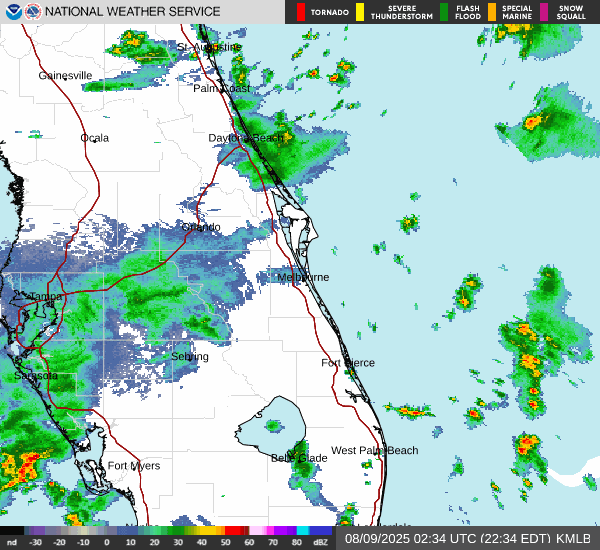 NATIONAL WEATHER SERVICE
TORNADO
SEVERE THUNDERSTORM
FLASH FLOOD
SPECIAL MARINE
SNOW SQUALL
St. Augustine
Gainesville
Palm Coast
Ocala
Daytona Beach
Orlando
Melbourne
Tampa
Sebring
Fort Pierce
Sarasota
West Palm Beach
Belle Glade
Fort Myers
nd -30 -20 -10 0 10 20 30 40 50 60 70 80 dBZ
08/09/2025 02:34 UTC (22:34 EDT) KMLB